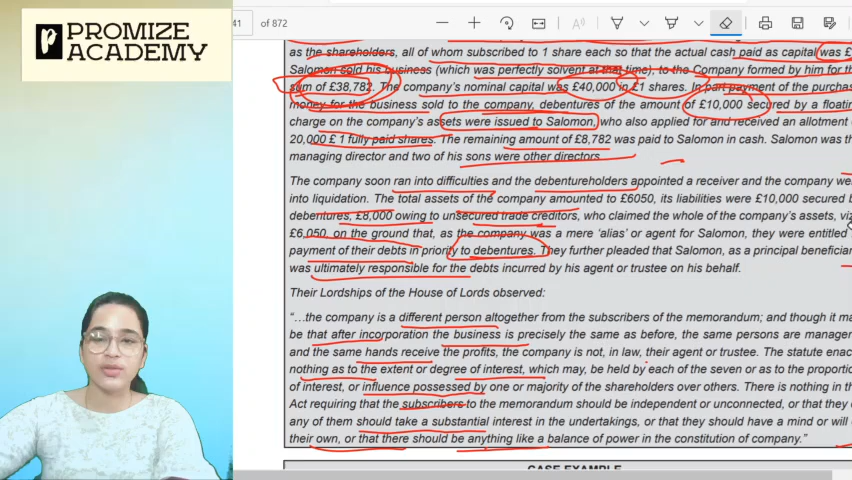 PROMIZE
ACADEMY
41 of 872
as the shareholders, all of whom subscribed to 1 share each so that the actual cash paid as capital was £
Salomon sold his business (which was perfectly solvent at that time), to the Company formed by him for th
sum of £38,782. The company's nominal capital was £40,000 in £1 shares. In part payment of the purchas
money for the business sold to the company, debentures of the amount of £10,000 secured by a floatin
charge on the company's assets were issued to Salomon, who also applied for and received an allotment o
20,000 £ 1 fully paid shares. The remaining amount of £8,782 was paid to Salomon in cash. Salomon was th
managing director and two of his sons were other directors.
The company soon ran into difficulties and the debentureholders appointed a receiver and the company we
into liquidation. The total assets of the company amounted to £6050, its liabilities were £10,000 secured b
debentures, £8,000 owing to unsecured trade creditors, who claimed the whole of the company's assets, viz
£6,050, on the ground that, as the company was a mere 'alias' or agent for Salomon, they were entitled
payment of their debts in priority to debentures. They further pleaded that Salomon, as a principal beneficiar
was ultimately responsible for the debts incurred by his agent or trustee on his behalf.
Their Lordships of the House of Lords observed:
"…the company is a different person altogether from the subscribers of the memorandum; and though it ma
be that after incorporation the business is precisely the same as before, the same persons are manager
and the same hands receive the profits, the company is not, in law, their agent or trustee. The statute enac
nothing as to the extent or degree of interest, which may, be held by each of the seven or as to the proportio
of interest, or influence possessed by one or majority of the shareholders over others. There is nothing in th
Act requiring that the subscribers to the memorandum should be independent or unconnected, or that they o
any of them should take a substantial interest in the undertakings, or that they should have a mind or will
their own, or that there should be anything like a balance of power in the constitution of company."
CASE EXAMPLE